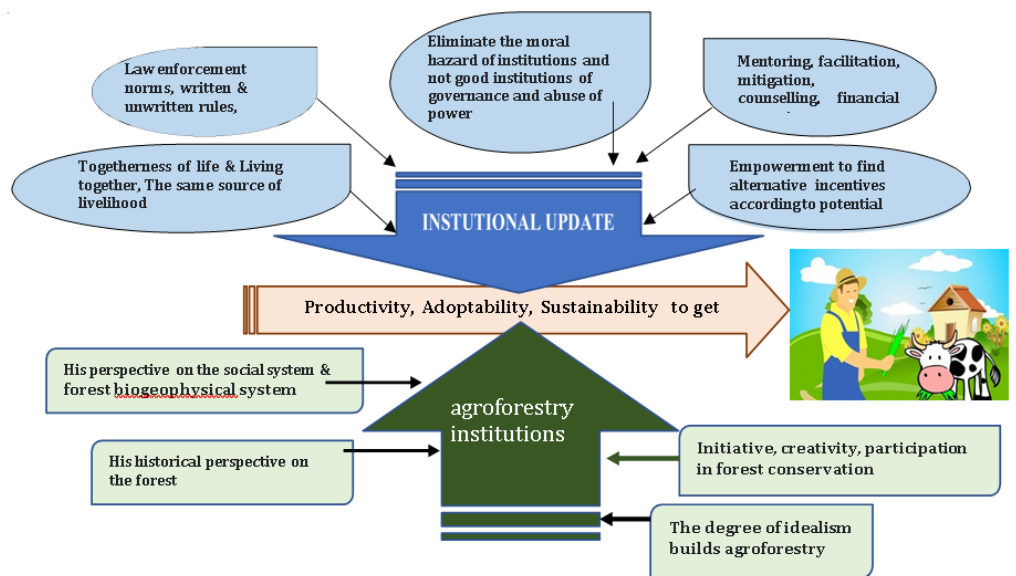 Law enforcement
norms, written &
unwritten rules,
Eliminate the moral
hazard of institutions and
not good institutions of
governance and abuse of
power
Mentoring, facilitation,
mitigation,
counselling, financial
Togetherness of life & Living
together, The same source of
livelihood
Empowerment to find
alternative incentives
accordingto potential
INSTUTIONAL UPDATE
Productivity, Adoptability, Sustainability to get
His perspective on the social system &
forest biogeophysical system
agroforestry
institutions
His historical perspective on
the forest
Initiative, creativity, participation
in forest conservation
The degree of idealism
builds agroforestry